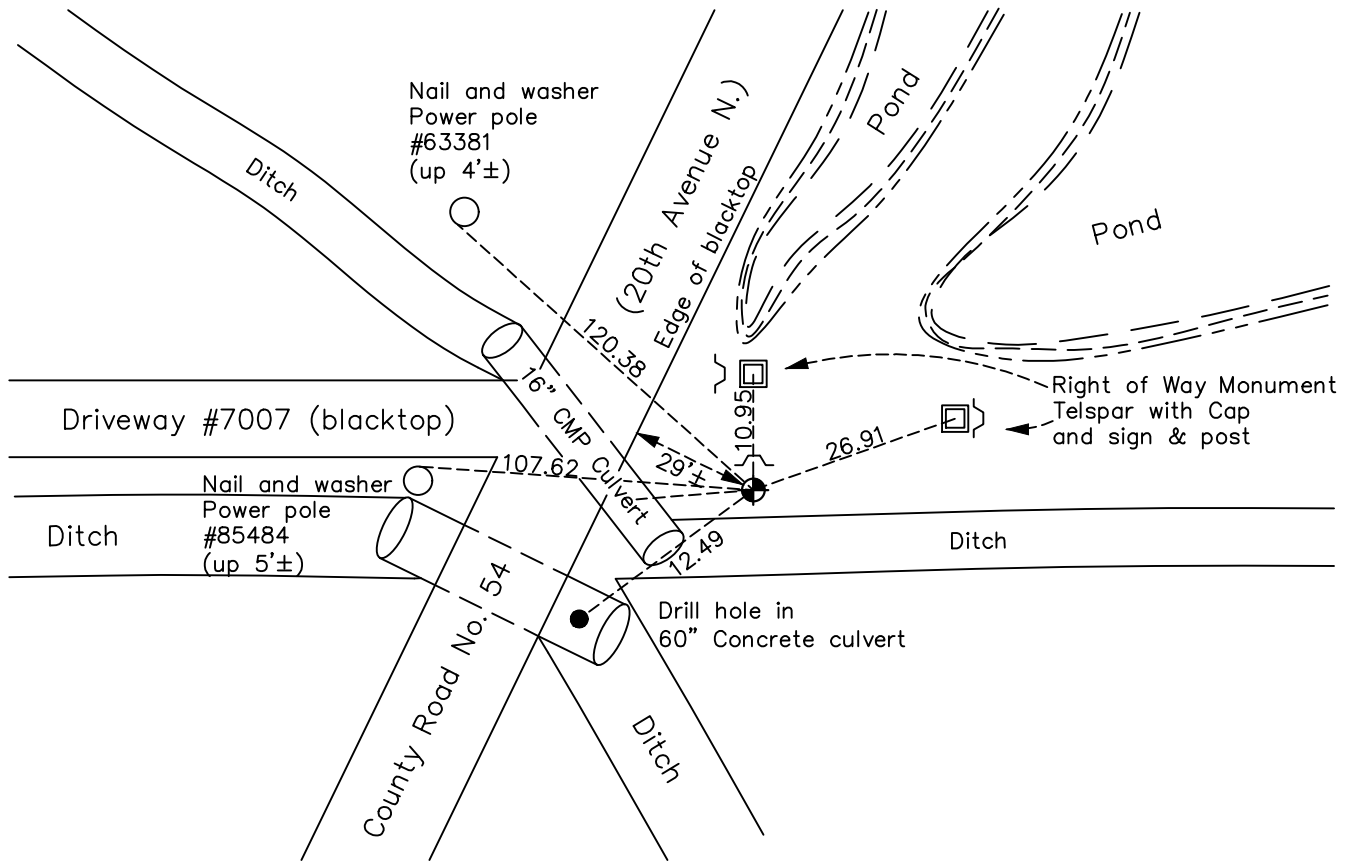 Nail and washer
Power pole
#63381
(up 4'±)
Ditch
(20th Avenue N.)
Edge of blacktop
Pond
Pond
120.38
16" CMP Culvert
Driveway #7007 (blacktop)
10.95
26.91
Right of Way Monument
Telspar with Cap
and sign & post
29'±
107.62
Nail and washer
Power pole
#85484
(up 5'±)
Ditch
12.49
Ditch
Drill hole in
60" Concrete culvert
County Road No. 54
Ditch